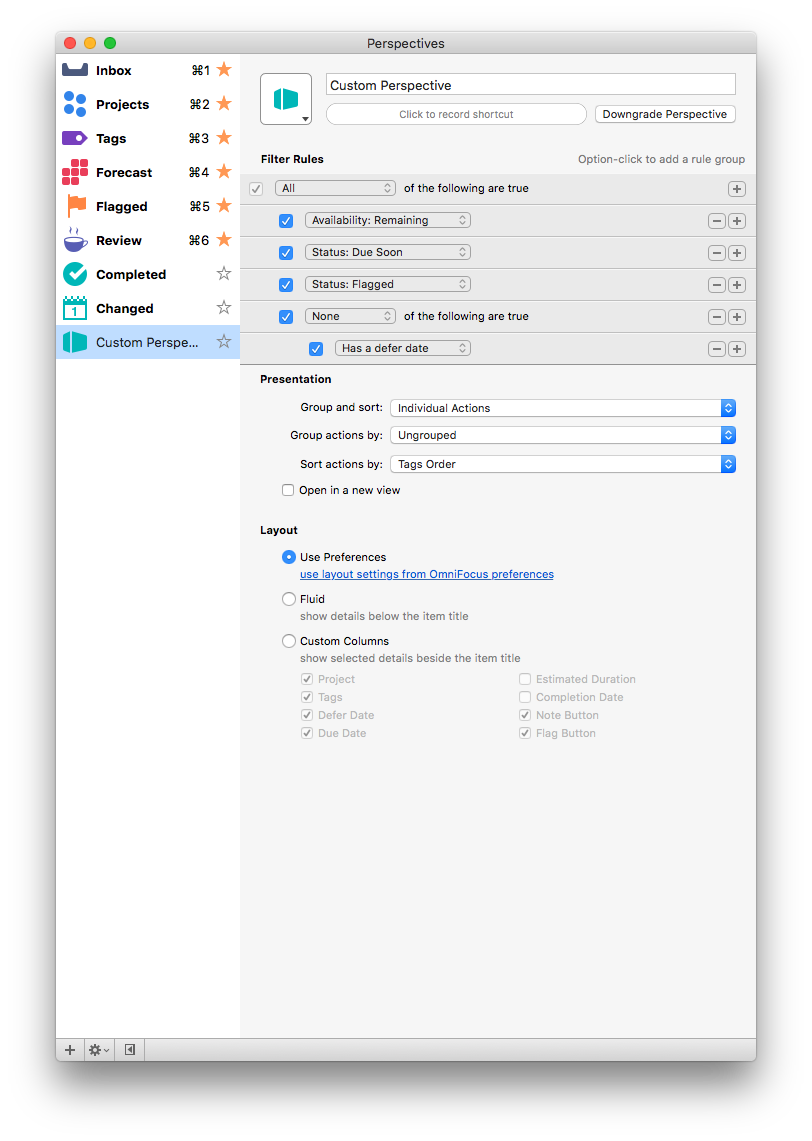 Perspectives
Inbox ⌘1
Projects ⌘2
Tags ⌘3
Forecast ⌘4
Flagged ⌘5
Review ⌘6
Completed
1
Changed
Custom Perspe...
Custom Perspective
Click to record shortcut
Downgrade Perspective
Filter Rules
Option-click to add a rule group
All of the following are true
Availability: Remaining
Status: Due Soon
Status: Flagged
None of the following are true
Has a defer date
Presentation
Group and sort: Individual Actions
Group actions by: Ungrouped
Sort actions by: Tags Order
Open in a new view
Layout
Use Preferences
use layout settings from OmniFocus preferences
Fluid
show details below the item title
Custom Columns
show selected details beside the item title
Project Estimated Duration
Tags Completion Date
Defer Date Note Button
Due Date Flag Button